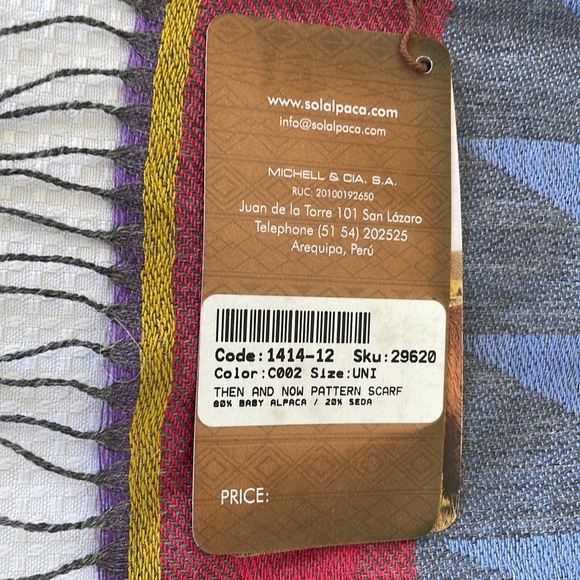 www.solalpaca.com
info@solalpaca.com
MICHELL & CIA. S.A.
RUC: 20100192650
Juan de la Torre 101 San Lázaro
Telephone (51 54) 202525
Arequipa, Perú
Code:1414-12 Sku:29620
Color:C002 Size:UNI
THEN AND NOW PATTERN SCARF
80% BABY ALPACA / 20% SEDA
PRICE: